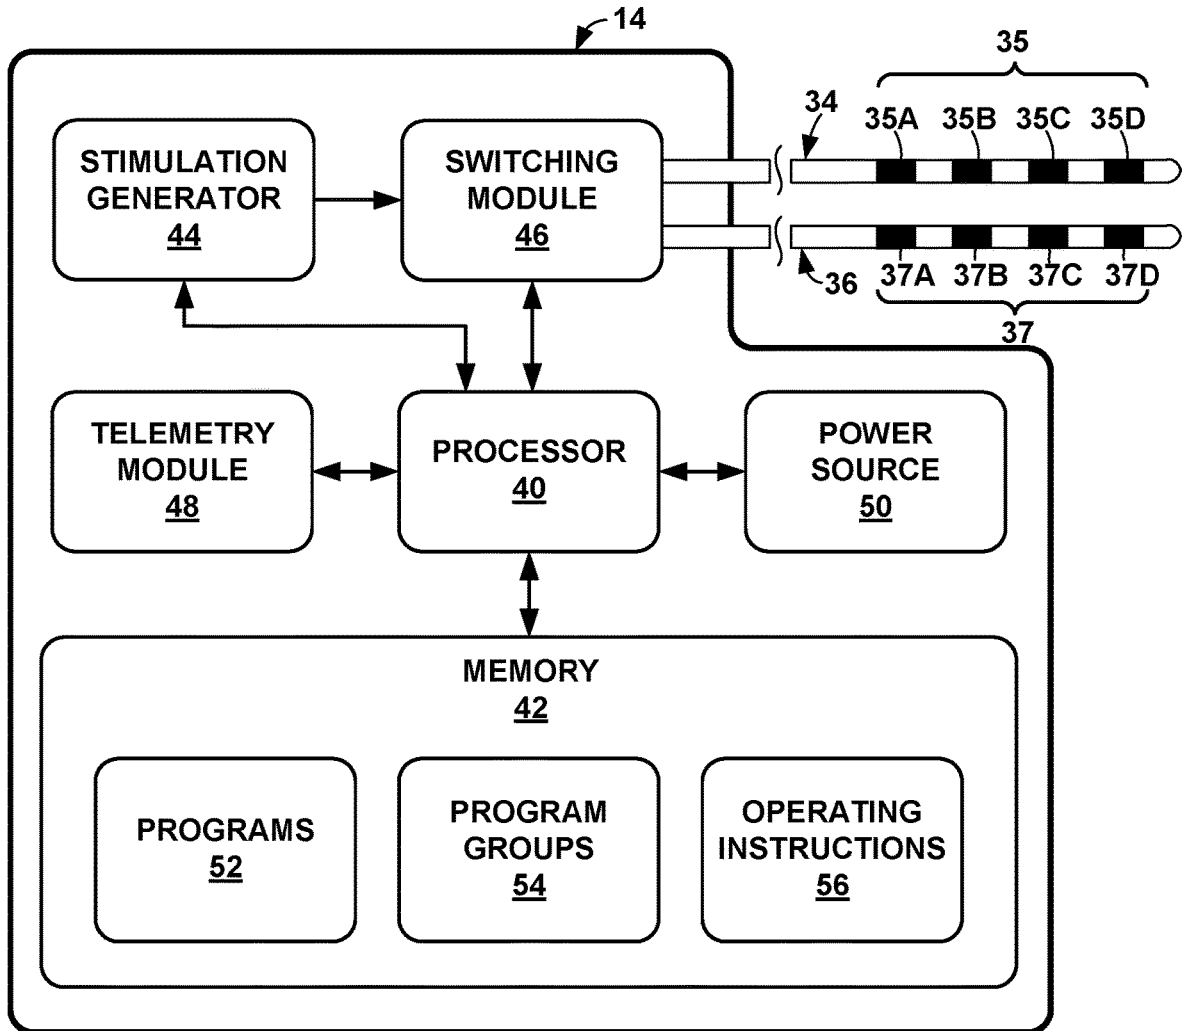 14
35
34
35A 35B 35C 35D
STIMULATION
GENERATOR
44
SWITCHING
MODULE
46
36
37A 37B 37C 37D
37
TELEMETRY
MODULE
48
PROCESSOR
40
POWER
SOURCE
50
MEMORY
42
PROGRAMS
52
PROGRAM
GROUPS
54
OPERATING
INSTRUCTIONS
56